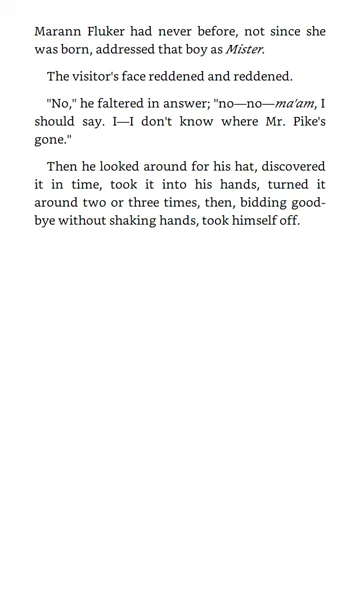 Marann Fluker had never before, not since she
was born, addressed that boy as Mister.
The visitor's face reddened and reddened.
"No," he faltered in answer; "no—no—ma'am, I
should say. I—I don't know where Mr. Pike's
gone."
Then he looked around for his hat, discovered
it in time, took it into his hands, turned it
around two or three times, then, bidding good-
bye without shaking hands, took himself off.